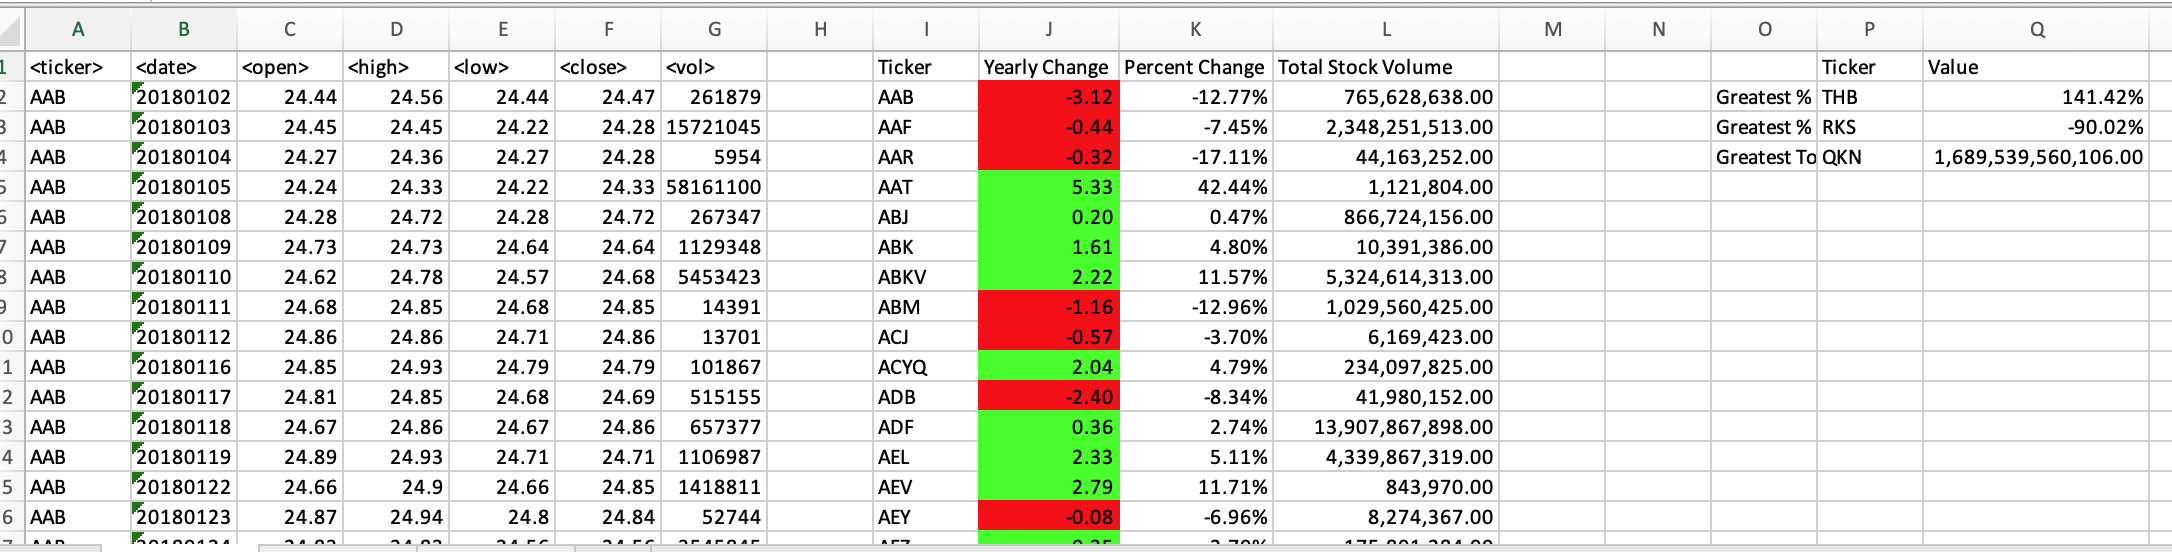 A B C D E F G H I J K L M N O P Q
1 <ticker> <date> <open> <high> <low> <close> <vol> Ticker Yearly Change Percent Change Total Stock Volume Ticker Value
2 AAB 20180102 24.44 24.56 24.44 24.47 261879 AAB -3.12 -12.77% 765,628,638.00 Greatest % THB 141.42%
3 AAB 20180103 24.45 24.45 24.22 24.28 15721045 AAF -0.44 -7.45% 2,348,251,513.00 Greatest % RKS -90.02%
4 AAB 20180104 24.27 24.36 24.27 24.28 5954 AAR -0.32 -17.11% 44,163,252.00 Greatest To QKN 1,689,539,560,106.00
5 AAB 20180105 24.24 24.33 24.22 24.33 58161100 AAT 5.33 42.44% 1,121,804.00
6 AAB 20180108 24.28 24.72 24.28 24.72 267347 ABJ 0.20 0.47% 866,724,156.00
7 AAB 20180109 24.73 24.73 24.64 24.64 1129348 ABK 1.61 4.80% 10,391,386.00
8 AAB 20180110 24.62 24.78 24.57 24.68 5453423 ABKV 2.22 11.57% 5,324,614,313.00
9 AAB 20180111 24.68 24.85 24.68 24.85 14391 ABM -1.16 -12.96% 1,029,560,425.00
0 AAB 20180112 24.86 24.86 24.71 24.86 13701 ACJ -0.57 -3.70% 6,169,423.00
1 AAB 20180116 24.85 24.93 24.79 24.79 101867 ACYQ 2.04 4.79% 234,097,825.00
2 AAB 20180117 24.81 24.85 24.68 24.69 515155 ADB -2.40 -8.34% 41,980,152.00
3 AAB 20180118 24.67 24.86 24.67 24.86 657377 ADF 0.36 2.74% 13,907,867,898.00
4 AAB 20180119 24.89 24.93 24.71 24.71 1106987 AEL 2.33 5.11% 4,339,867,319.00
5 AAB 20180122 24.66 24.9 24.66 24.85 1418811 AEV 2.79 11.71% 843,970.00
6 AAB 20180123 24.87 24.94 24.8 24.84 52744 AEY -0.08 -6.96% 8,274,367.00